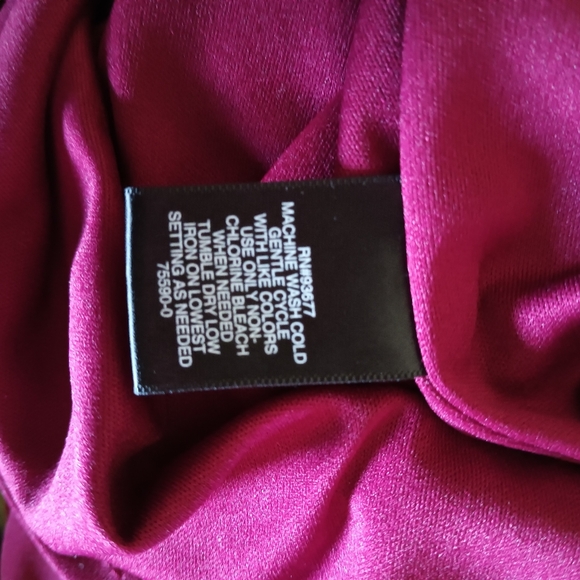 RN#93677
MACHINE WASH COLD
GENTLE CYCLE
WITH LIKE COLORS
USE ONLY NON-
CHLORINE BLEACH
WHEN NEEDED
TUMBLE DRY LOW
IRON ON LOWEST
SETTING AS NEEDED
75590-0